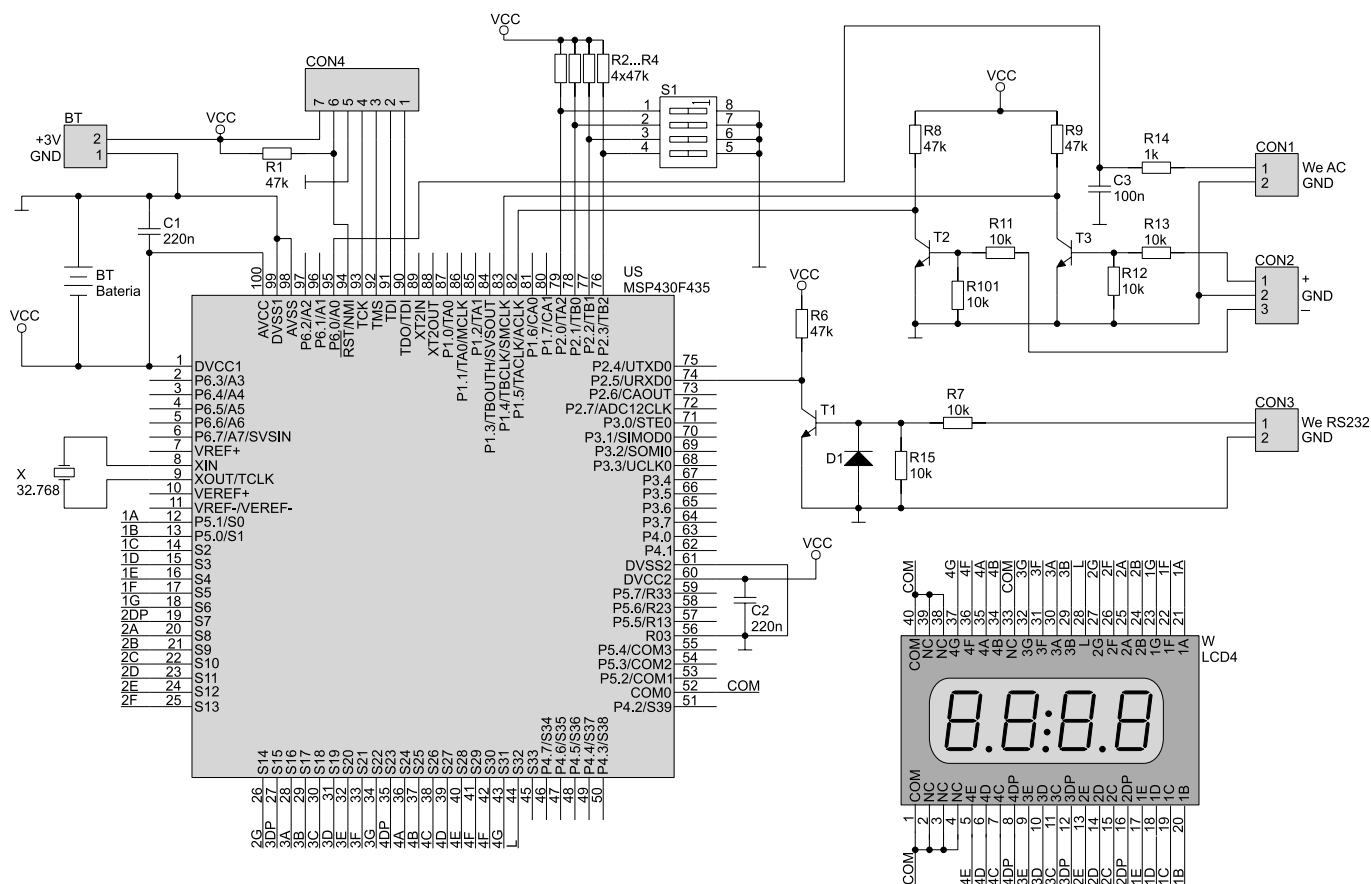 VCC
CON4
7 6 5 4 3 2 1
BT
+3V
GND
2
1
VCC
R1
47k
R2...R4
4x47k
S1
1
2
3
4
8
7
6
5
VCC
R8
47k
R9
47k
R14
1k
C3
100n
CON1
1
2
We AC
GND
C1
220n
BT
Bateria
VCC
T2
R11
10k
R101
10k
T3
R13
10k
R12
10k
CON2
1
2
3
+
GND
–
US
MSP430F435
100 AVCC
99 DVSS1
98 AVSS
97 P6.2/A2
96 P6.1/A1
95 P6.0/A0
94 RST/NMI
93 TCK
92 TMS
91 TDI
90 TDO/TDI
89 XT2IN
88 XT2OUT
87 P1.0/TA0
86 P1.1/TA0/MCLK
85 P1.2/TA1
84 P1.3/TBOUTH/SVSOUT
83 P1.4/TBCLK/SMCLK
82 P1.5/TACLK/ACLK
81 P1.6/CA0
80 P1.7/CA1
79 P2.0/TA2
78 P2.1/TB0
77 P2.2/TB1
76 P2.3/TB2
1 DVCC1
2 P6.3/A3
3 P6.4/A4
4 P6.5/A5
5 P6.6/A6
6 P6.7/A7/SVSIN
7 VREF+
8 XIN
9 XOUT/TCLK
10 VEREF+
11 VREF-/VEREF-
1A 12 P5.1/S0
1B 13 P5.0/S1
1C 14 S2
1D 15 S3
1E 16 S4
1F 17 S5
1G 18 S6
2DP 19 S7
2A 20 S8
2B 21 S9
2C 22 S10
2D 23 S11
2E 24 S12
2F 25 S13
X
32.768
P2.4/UTXD0 75
P2.5/URXD0 74
P2.6/CAOUT 73
P2.7/ADC12CLK 72
P3.0/STE0 71
P3.1/SIMOD0 70
P3.2/SOMI0 69
P3.3/UCLK0 68
P3.4 67
P3.5 66
P3.6 65
P3.7 64
P4.0 63
P4.1 62
DVSS2 61
DVCC2 60
P5.7/R33 59
P5.6/R23 58
P5.5/R13 57
R03 56
P5.4/COM3 55
P5.3/COM2 54
P5.2/COM1 53
COM0 52 COM
P4.2/S39 51
S14 26 2G
S15 27 3DP
S16 28 3A
S17 29 3B
S18 30 3C
S19 31 3D
S20 32 3E
S21 33 3F
S22 34 3G
S23 35 4DP
S24 36 4A
S25 37 4B
S26 38 4C
S27 39 4D
S28 40 4E
S29 41 4F
S30 42 4F
S31 43 4G
S32 44 L
S33 45
P4.7/S34 46
P4.6/S35 47
P4.5/S36 48
P4.4/S37 49
P4.3/S38 50
VCC
R6
47k
T1
D1
R7
10k
R15
10k
CON3
1
2
We RS232
GND
VCC
C2
220n
W
LCD4
COM 40 COM
39 NC
38 NC
4G 37 4G
4F 36 4F
4A 35 4A
4B 34 4B
COM 33 NC
3G 32 3G
3F 31 3F
3A 30 3A
3B 29 3B
L 28 L
2G 27 2G
2F 26 2F
2A 25 2A
2B 24 2B
1G 23 1G
1F 22 1F
1A 21 1A
8.8:8.8
COM 1 COM
2 NC
3 NC
4 NC
4E 5 4E
4D 6 4D
4C 7 4C
4DP 8 4DP
3E 9 3E
3D 10 3D
3C 11 3C
3DP 12 3DP
2E 13 2E
2D 14 2D
2C 15 2C
2DP 16 2DP
1E 17 1E
1D 18 1D
1C 19 1C
1B 20 1B